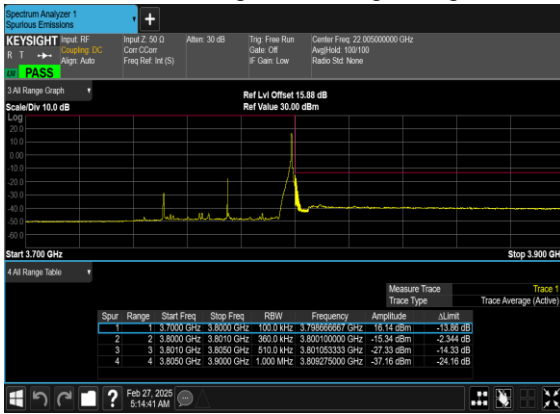 Spectrum Analyzer 1
Spurious Emissions
KEYSIGHT Input: RF Input Z: 50 Ω Atten: 30 dB Trig: Free Run Center Freq: 22.005000000 GHz
R T Coupling: DC Corr CCorr Gate: Off Avg|Hold: 100/100
Align: Auto Freq Ref: Int (S) IF Gain: Low Radio Std: None
PASS
3 All Range Graph
Ref Lvl Offset 15.88 dB
Scale/Div 10.0 dB Ref Value 30.00 dBm
Log
20.0
10.0
0.00
-10.0
-20.0
-30.0
-40.0
-50.0
-60.0
Start 3.700 GHz Stop 3.900 GH
4 All Range Table
Measure Trace Trace 1
Trace Type Trace Average (Active)
Spur Range Start Freq Stop Freq RBW Frequency Amplitude ΔLimit
1 1 3.7000 GHz 3.8000 GHz 100.0 kHz 3.798666667 GHz 16.14 dBm -13.86 dB
2 2 3.8000 GHz 3.8010 GHz 360.0 kHz 3.800100000 GHz -15.34 dBm -2.344 dB
3 3 3.8010 GHz 3.8050 GHz 510.0 kHz 3.801053333 GHz -27.33 dBm -14.33 dB
4 4 3.8050 GHz 3.9000 GHz 1.000 MHz 3.809275000 GHz -37.16 dBm -24.16 dB
? Feb 27, 2025
5:14:41 AM